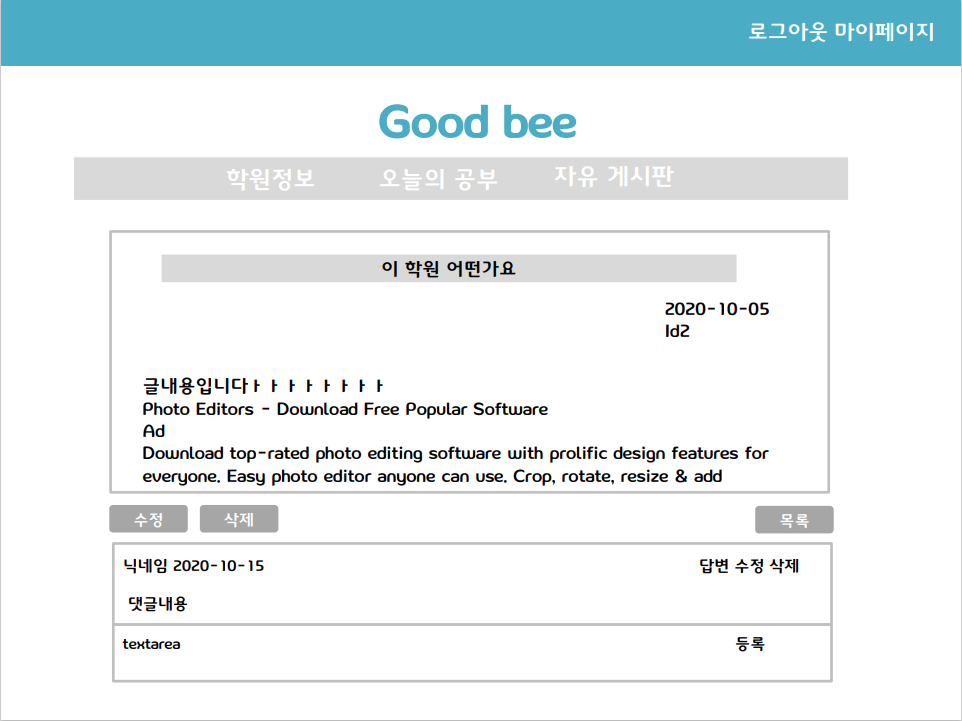 로그아웃 마이페이지
Good bee
학원정보 오늘의 공부 자유 게시판
이 학원 어떤가요
2020-10-05
Id2
글내용입니다ㅏㅏㅏㅏㅏㅏㅏㅏ
Photo Editors - Download Free Popular Software
Ad
Download top-rated photo editing software with prolific design features for
everyone. Easy photo editor anyone can use. Crop, rotate, resize & add
수정 삭제 목록
닉네임 2020-10-15 답변 수정 삭제
댓글내용
textarea 등록